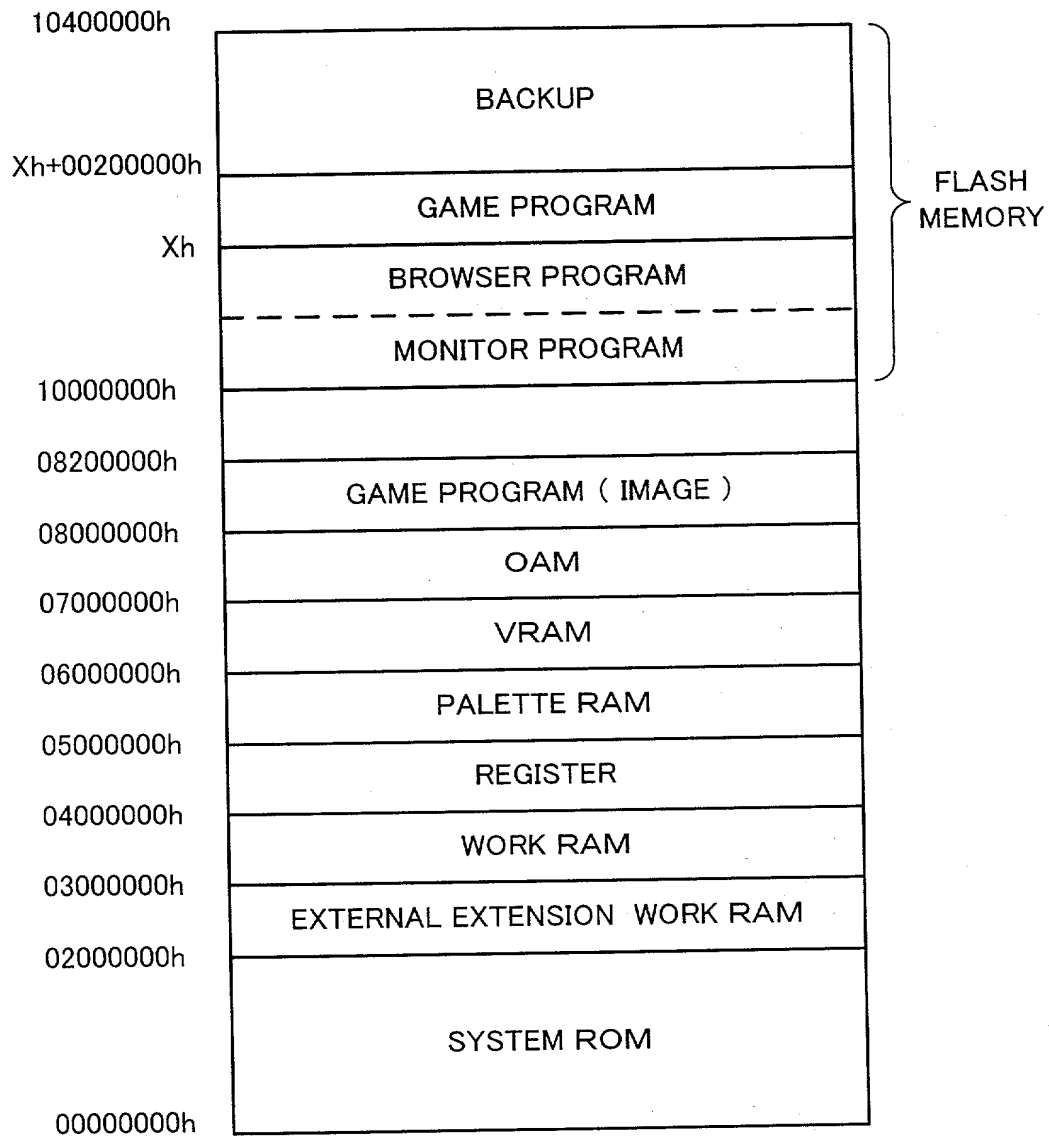 10400000h
BACKUP
Xh+00200000h
GAME PROGRAM
FLASH
MEMORY
Xh
BROWSER PROGRAM
MONITOR PROGRAM
10000000h
08200000h
GAME PROGRAM ( IMAGE )
08000000h
OAM
07000000h
VRAM
06000000h
PALETTE RAM
05000000h
REGISTER
04000000h
WORK RAM
03000000h
EXTERNAL EXTENSION WORK RAM
02000000h
SYSTEM ROM
00000000h